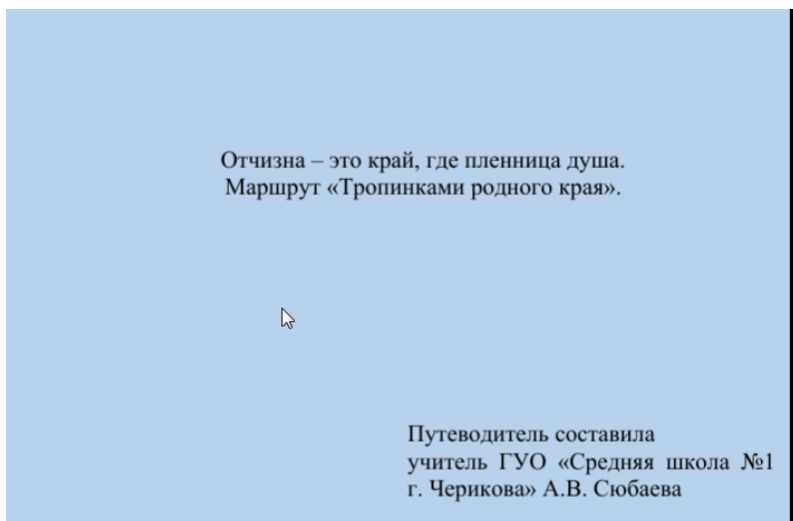 Отчизна – это край, где пленница душа.
Маршрут «Тропинками родного края».
Путеводитель составила
учитель ГУО «Средняя школа №1
г. Черикова» А.В. Сюбаева